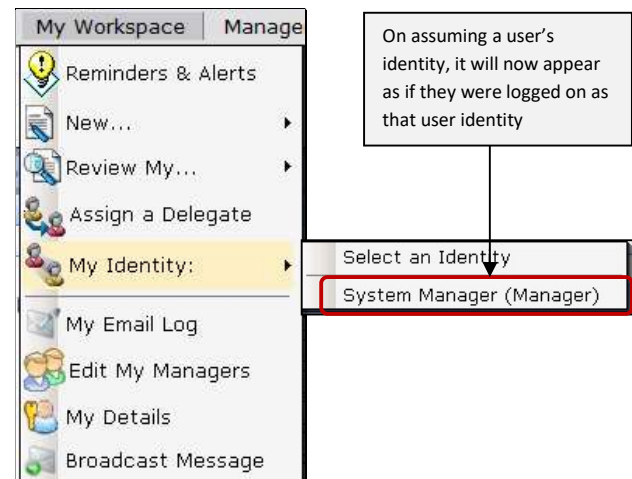 My Workspace
Manage
Reminders & Alerts
New...
Review My...
Assign a Delegate
My Identity:
My Email Log
Edit My Managers
My Details
Broadcast Message
Select an Identity
System Manager (Manager)
On assuming a user's
identity, it will now appear
as if they were logged on as
that user identity